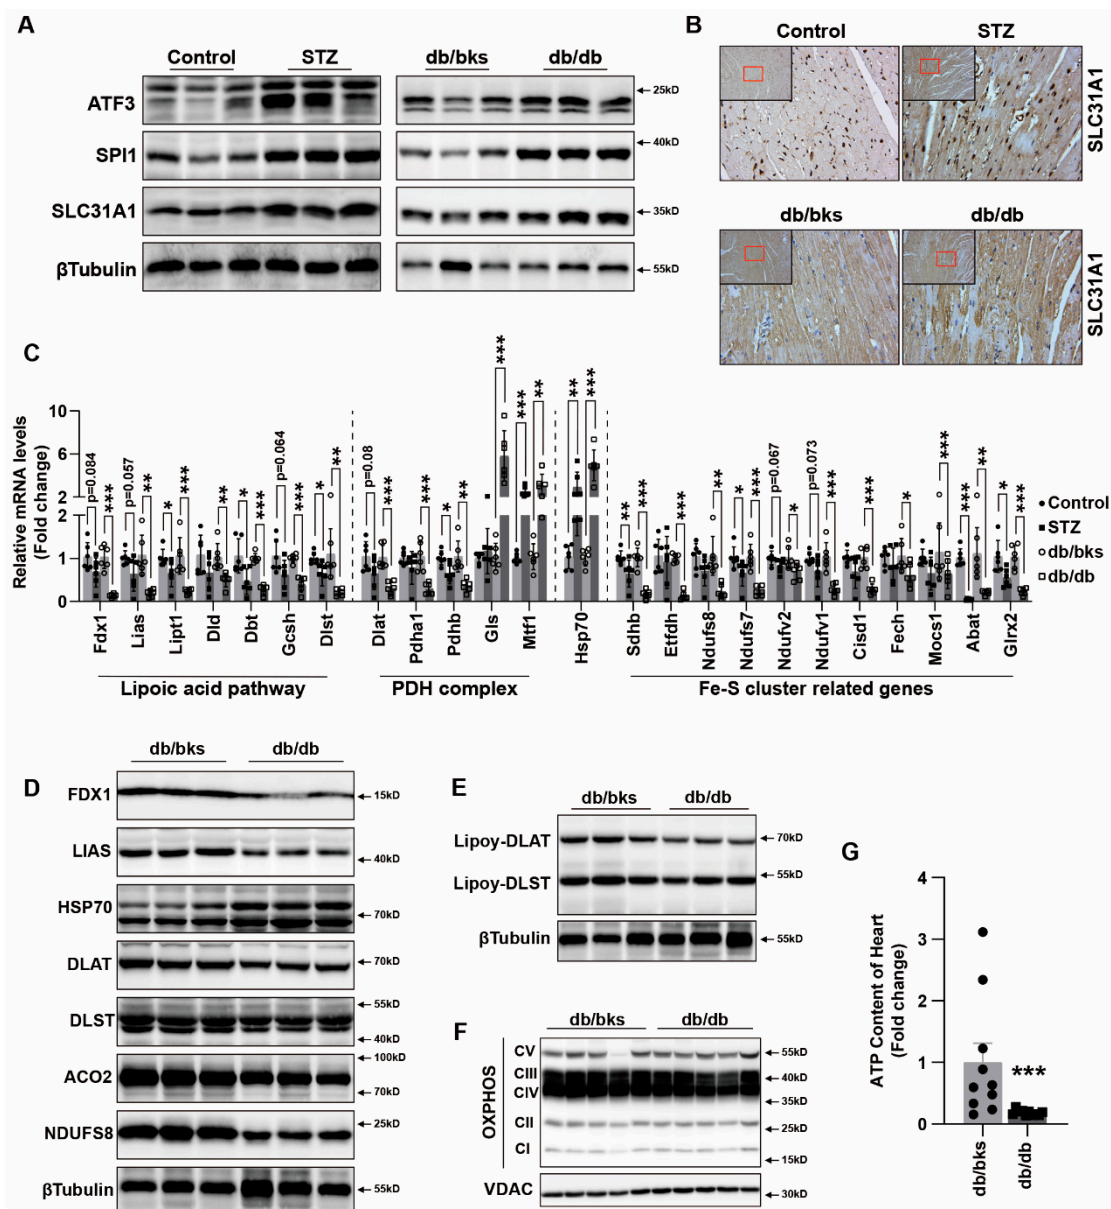 A
Control STZ
db/bks db/db
ATF3
25kD
SPI1
40kD
SLC31A1
35kD
βTubulin
55kD
B
Control STZ
SLC31A1
db/bks db/db
SLC31A1
C
Relative mRNA levels
(Fold change)
10
6
2
2
1
0
p=0.084 *** p=0.057 ** * *** ** * *** p=0.064 *** * **
p=0.08 *** *** * ** *** *** **
** ***
** *** *** ** * *** p=0.067 * p=0.073 *** *** * *** *** ** * ***
Control
STZ
db/bks
db/db
Fdx1 Lias Lipt1 Dld Dbt Gcsh Dlst Dlat Pdha1 Pdhb Gls Mtf1 Hsp70 Sdhb Etfdh Ndufs8 Ndufs7 Ndufv2 Ndufv1 Cisd1 Fech Mocs1 Abat Glrx2
Lipoic acid pathway PDH complex Fe-S cluster related genes
D
db/bks db/db
FDX1
15kD
LIAS
40kD
HSP70
70kD
DLAT
70kD
DLST
55kD
40kD
ACO2
100kD
70kD
NDUFS8
25kD
βTubulin
55kD
E
db/bks db/db
Lipoy-DLAT
70kD
Lipoy-DLST
55kD
βTubulin
55kD
F
db/bks db/db
OXPHOS
CV
55kD
CIII
40kD
CIV
35kD
CII
25kD
CI
15kD
VDAC
30kD
G
ATP Content of Heart
(Fold change)
4
3
2
1
0
***
db/bks
db/db